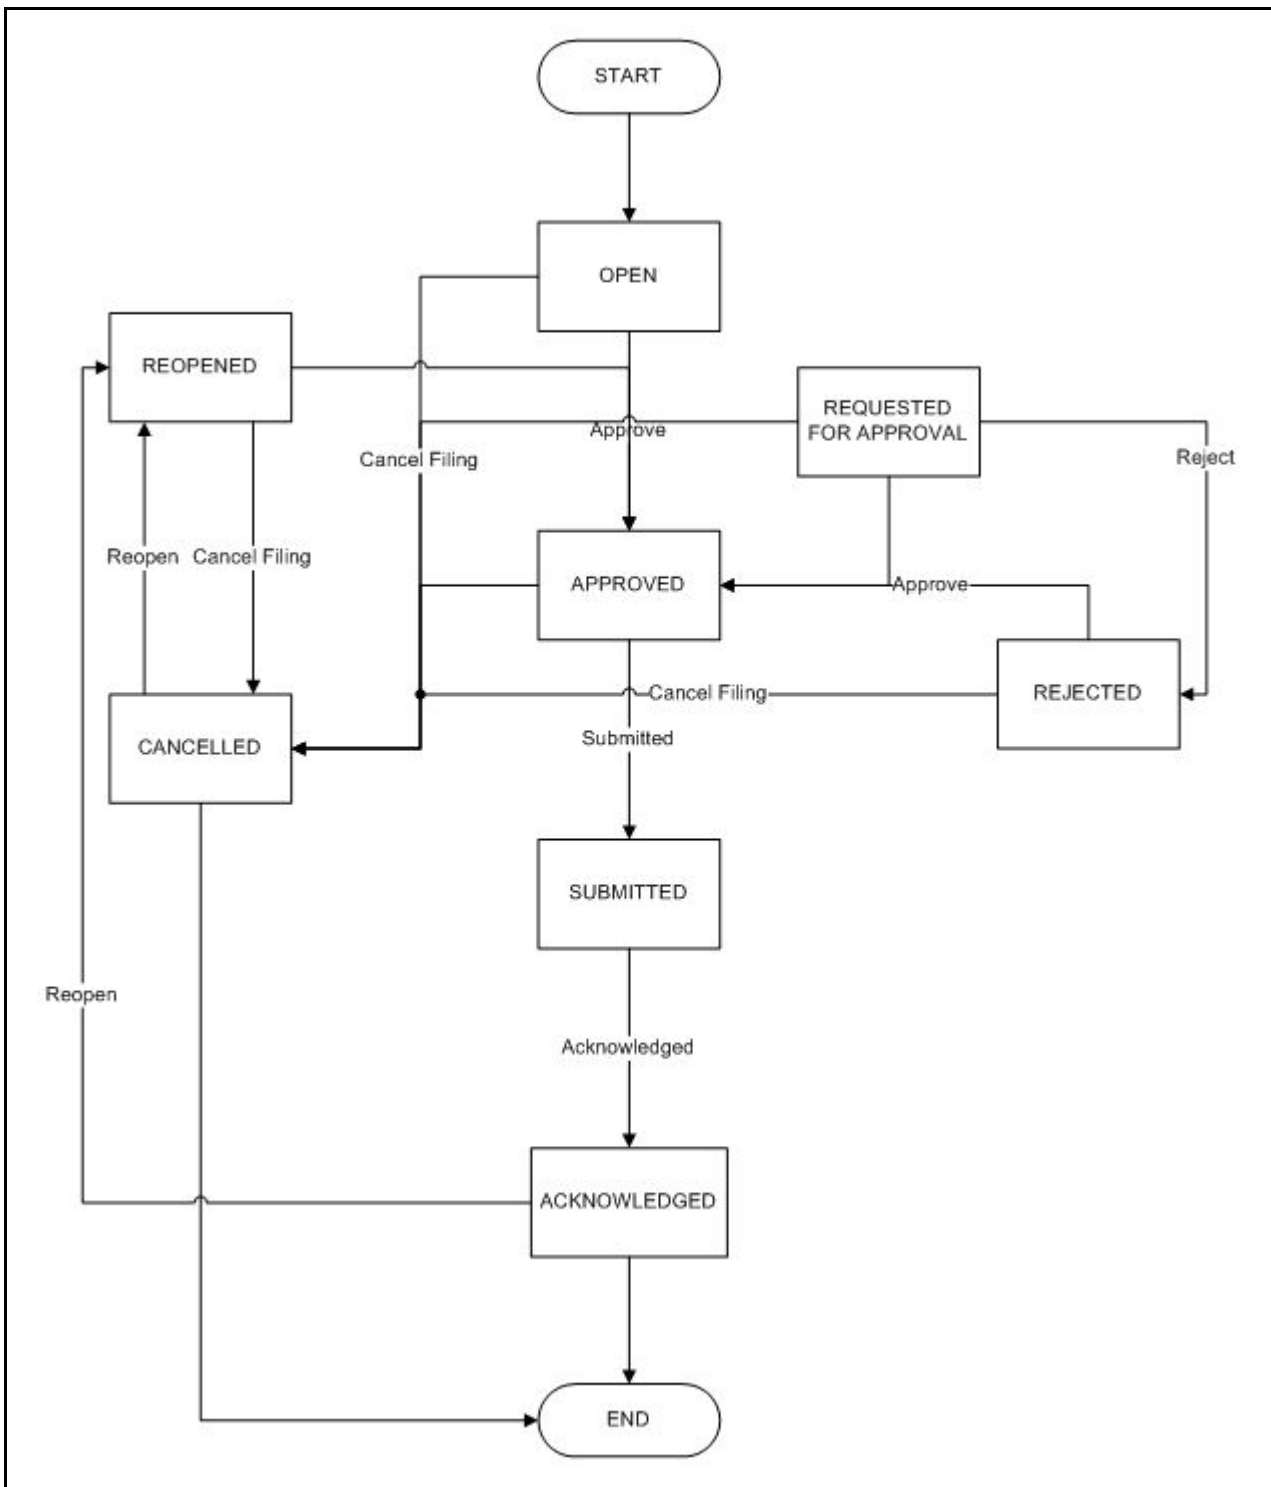 START
OPEN
REOPENED
REQUESTED
FOR APPROVAL
Approve
Cancel Filing
Reject
Reopen
Cancel Filing
APPROVED
Approve
Cancel Filing
REJECTED
Submitted
CANCELLED
SUBMITTED
Reopen
Acknowledged
ACKNOWLEDGED
END